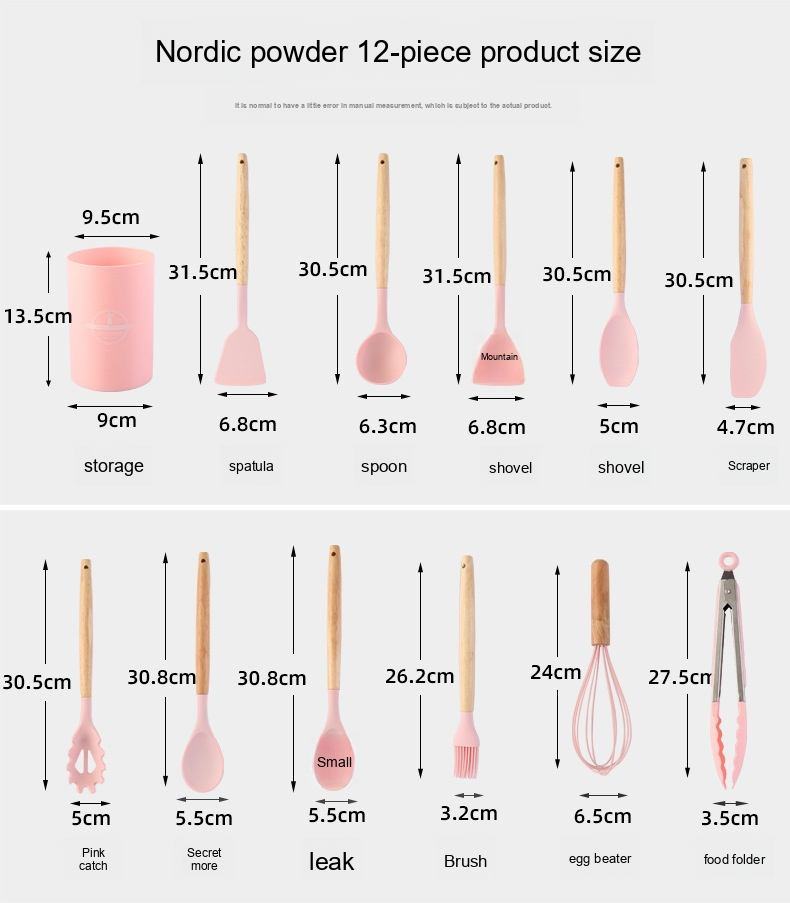 Nordic powder 12-piece product size
It is normal to have a little error in manual measurement, which is subject to the actual product.
9.5cm
13.5cm
9cm
storage
31.5cm
6.8cm
spatula
30.5cm
6.3cm
spoon
31.5cm
Mountain
6.8cm
shovel
30.5cm
5cm
shovel
30.5cm
4.7cm
Scraper
30.5cm
5cm
Pink
catch
30.8cm
5.5cm
Secret
more
30.8cm
Small
5.5cm
leak
26.2cm
3.2cm
Brush
24cm
6.5cm
egg beater
27.5cm
3.5cm
food folder